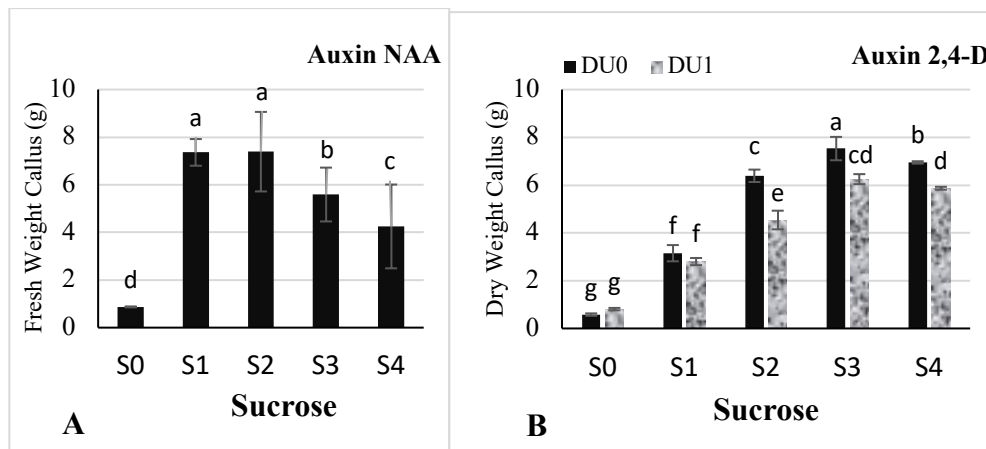 Auxin NAA
Fresh Weight Callus (g)
10
8
6
4
2
0
d
a
a
b
c
S0 S1 S2 S3 S4
Sucrose
A
Auxin 2,4-D
DU0 DU1
Dry Weight Callus (g)
10
8
6
4
2
0
g g
f f
c
e
a
cd
b
d
S0 S1 S2 S3 S4
Sucrose
B